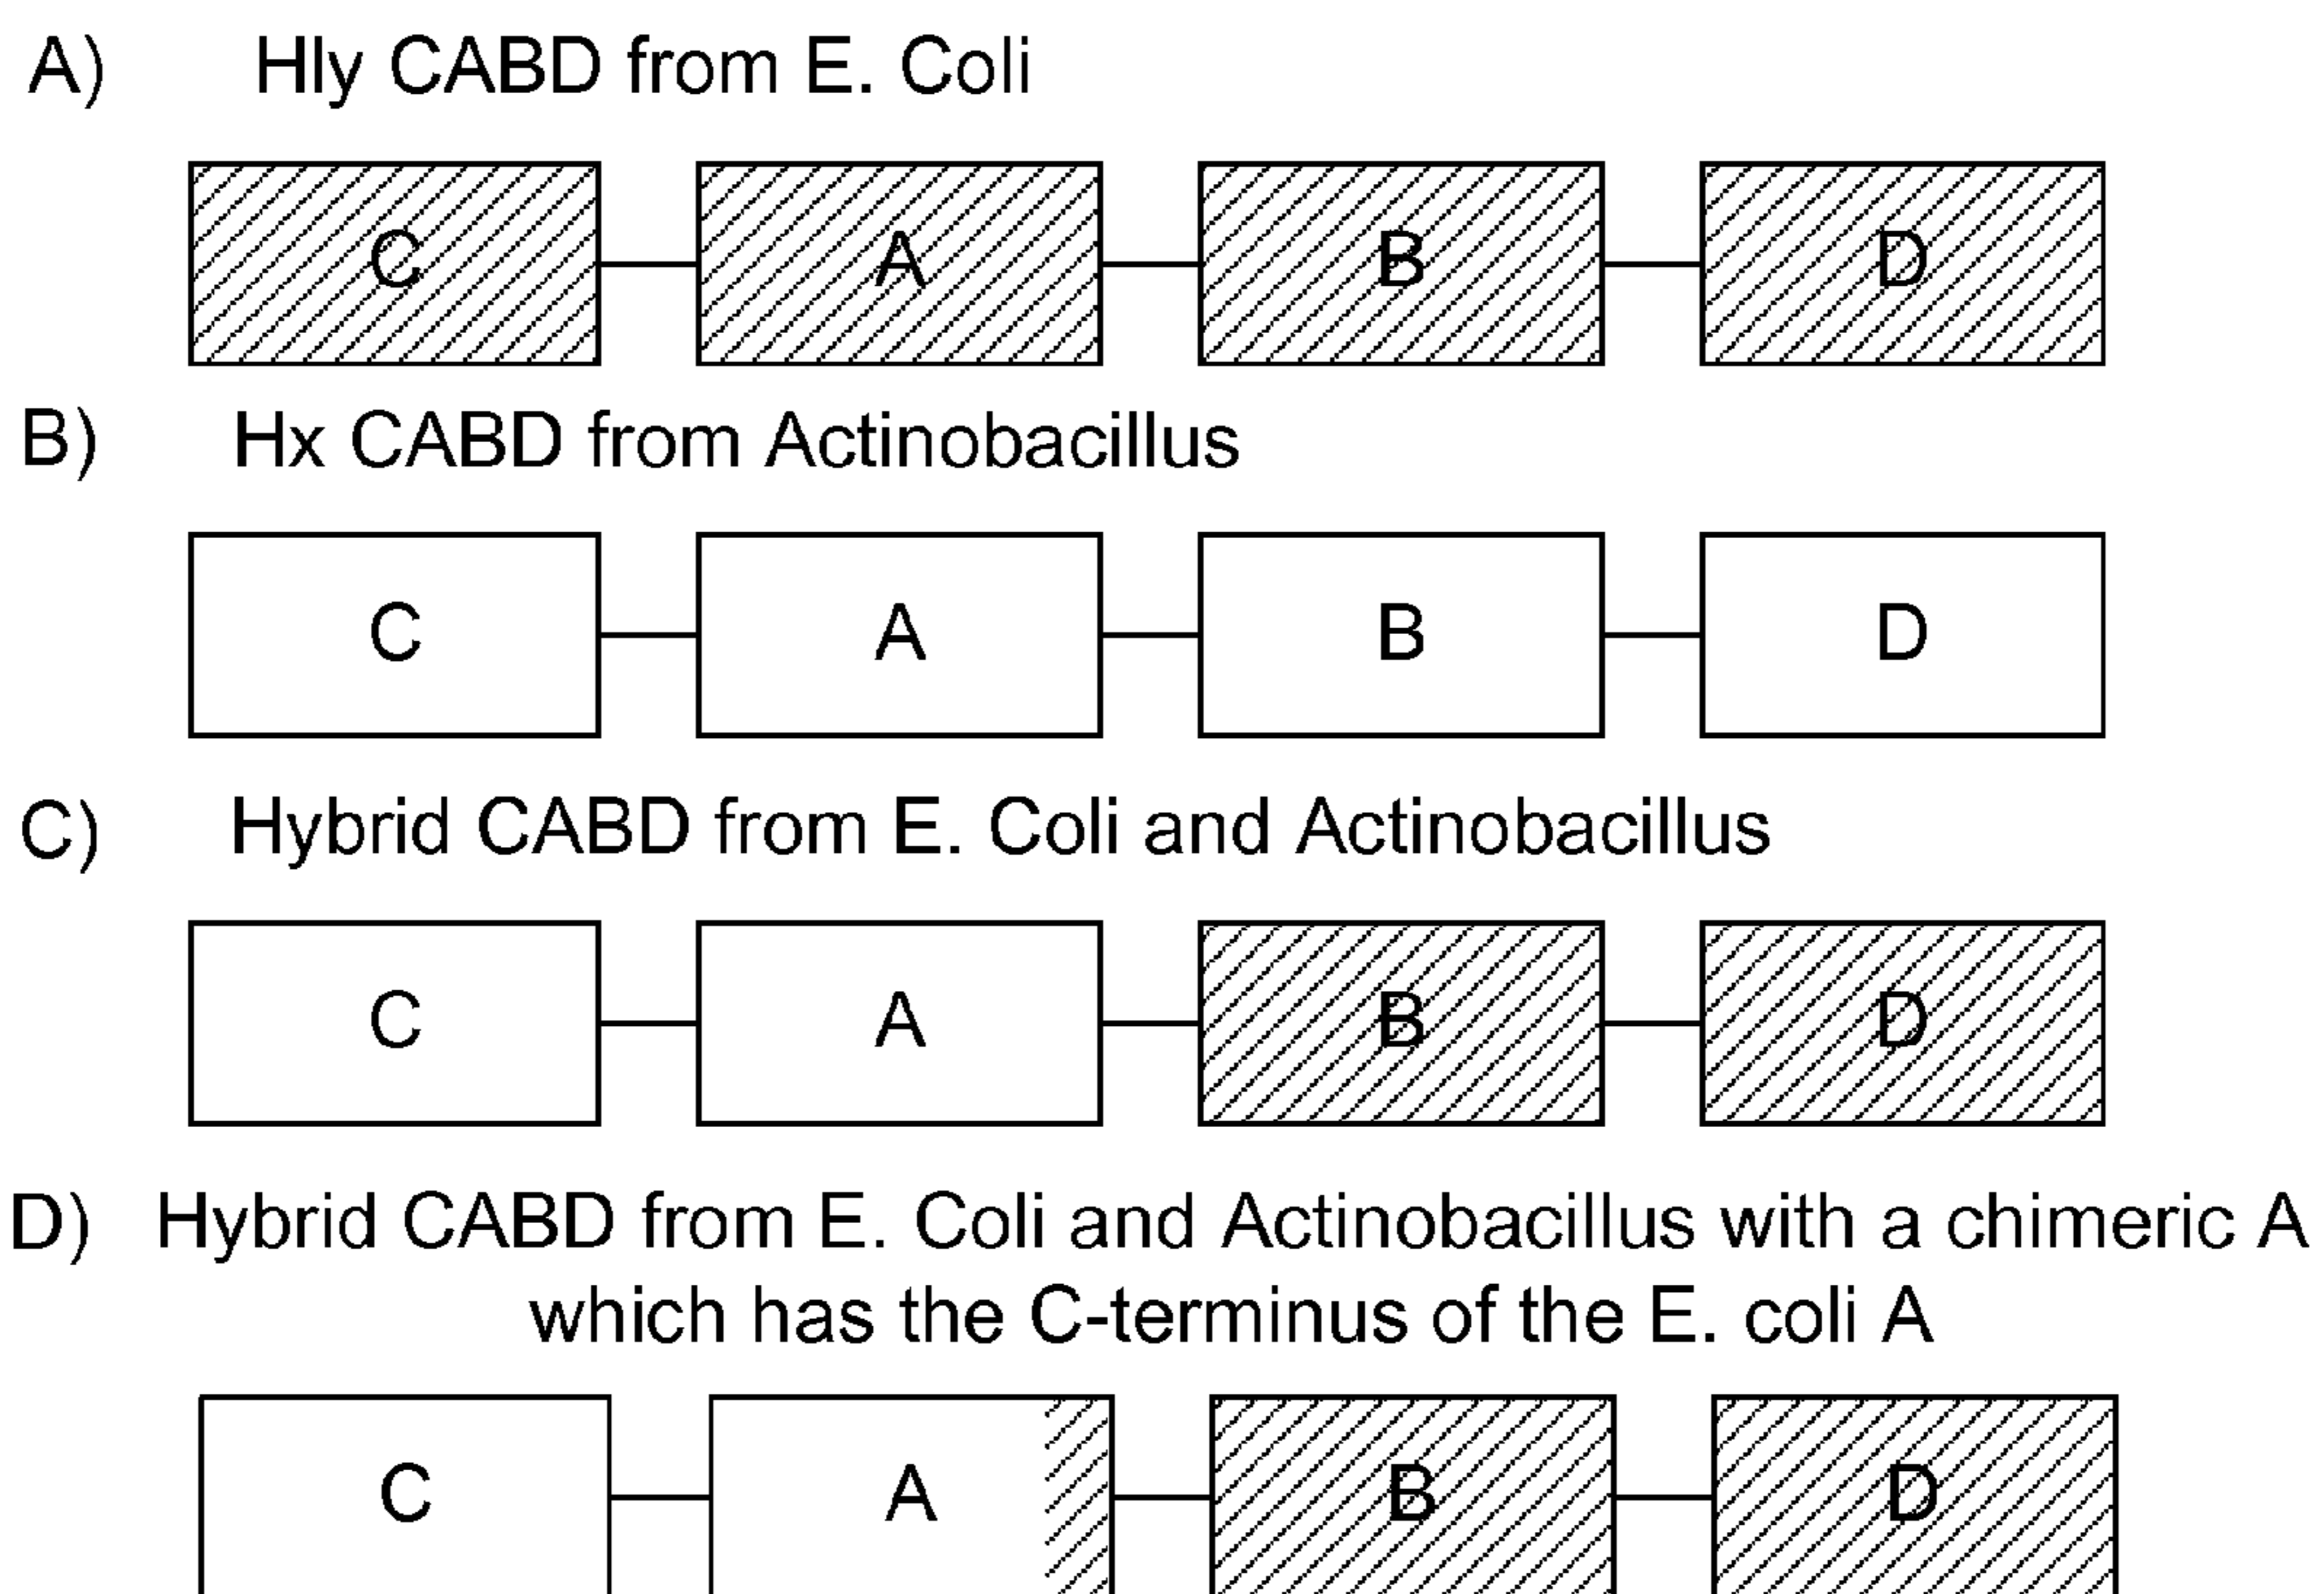 A) Hly CABD from E. Coli
C A B D
B) Hx CABD from Actinobacillus
C A B D
C) Hybrid CABD from E. Coli and Actinobacillus
C A B D
D) Hybrid CABD from E. Coli and Actinobacillus with a chimeric A
which has the C-terminus of the E. coli A
C A B D